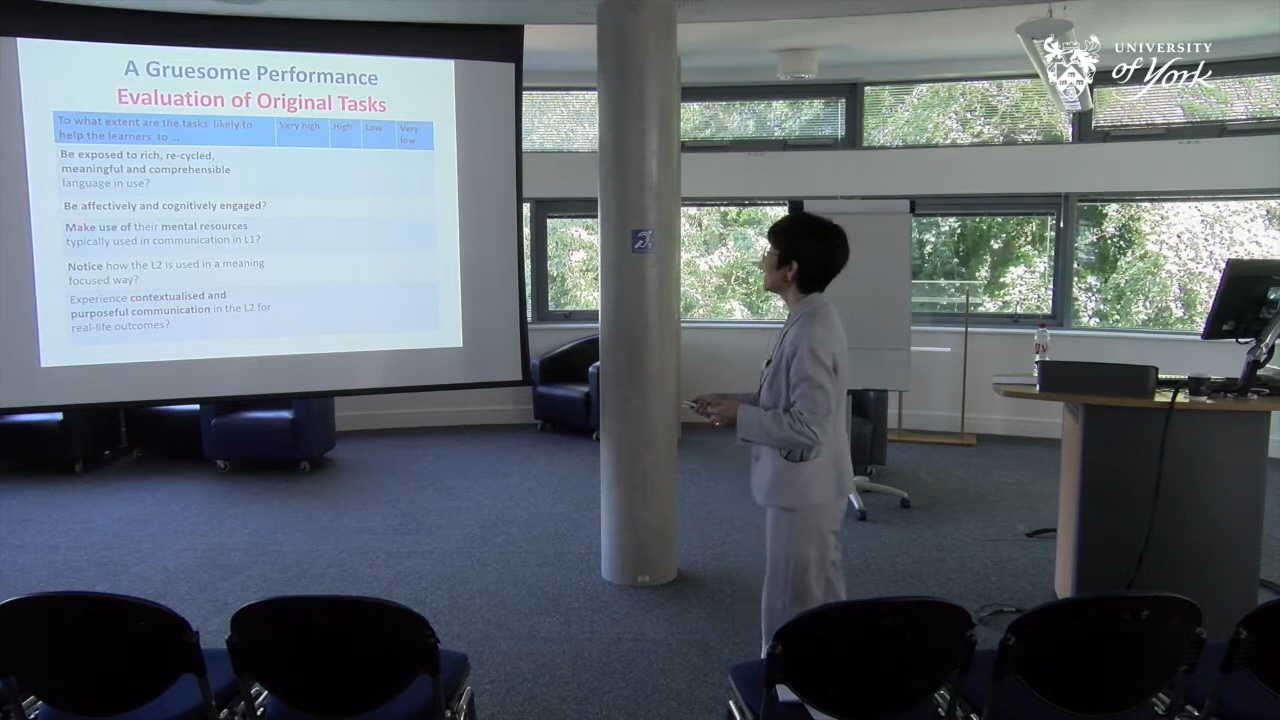 A Gruesome Performance
Evaluation of Original Tasks
To what extent are the tasks likely to
help the learners to ...
Very high
High
Low
Very
low
Be exposed to rich, re-cycled,
meaningful and comprehensible
language in use?
Be affectively and cognitively engaged?
Make use of their mental resources
typically used in communication in L1?
Notice how the L2 is used in a meaning
focused way?
Experience contextualised and
purposeful communication in the L2 for
real-life outcomes?
UNIVERSITY
of York